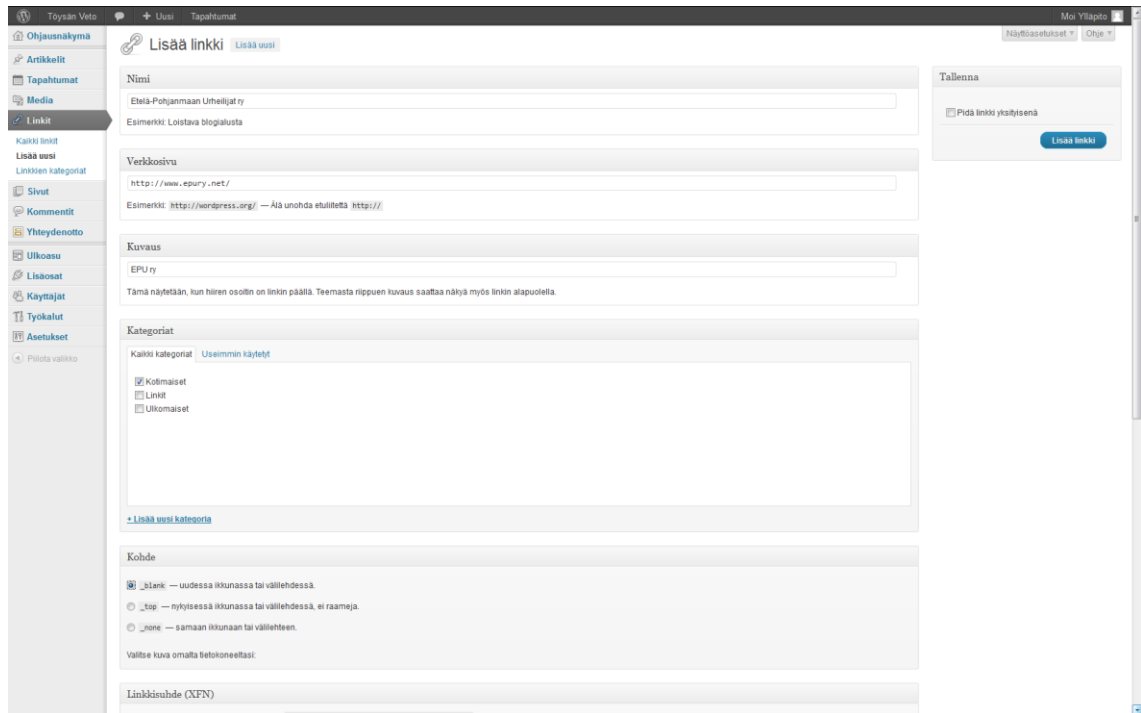 Töysän Veto + Uusi Tapahtumat Moi Ylläpito
Ohjausnäkymä
Artikkelit
Tapahtumat
Media
Linkit
Kaikki linkit
Lisää uusi
Linkkien kategoriat
Sivut
Kommentit
Yhteydenotto
Ulkoasu
Lisäosat
Käyttäjät
Työkalut
Asetukset
Piilota valikko
Näyttöasetukset Ohje
Lisää linkki Lisää uusi
Nimi
Etelä-Pohjanmaan Urheilijat ry
Esimerkki: Loistava blogialusta
Verkkosivu
http://www.epury.net/
Esimerkki: http://wordpress.org/ — Älä unohda etuliitettä http://
Kuvaus
EPU ry
Tämä näytetään, kun hiiren osoitin on linkin päällä. Teemasta riippuen kuvaus saattaa näkyä myös linkin alapuolella.
Kategoriat
Kaikki kategoriat Useimmin käytetyt
Kotimaiset
Linkit
Ulkomaiset
+ Lisää uusi kategoria
Kohde
_blank — uudessa ikkunassa tai välilehdessä.
_top — nykyisessä ikkunassa tai välilehdessä, ei raameja.
_none — samaan ikkunaan tai välilehteen.
Valitse kuva omalta tietokoneeltasi:
Linkkisuhde (XFN)
Tallenna
Pidä linkki yksityisenä
Lisää linkki